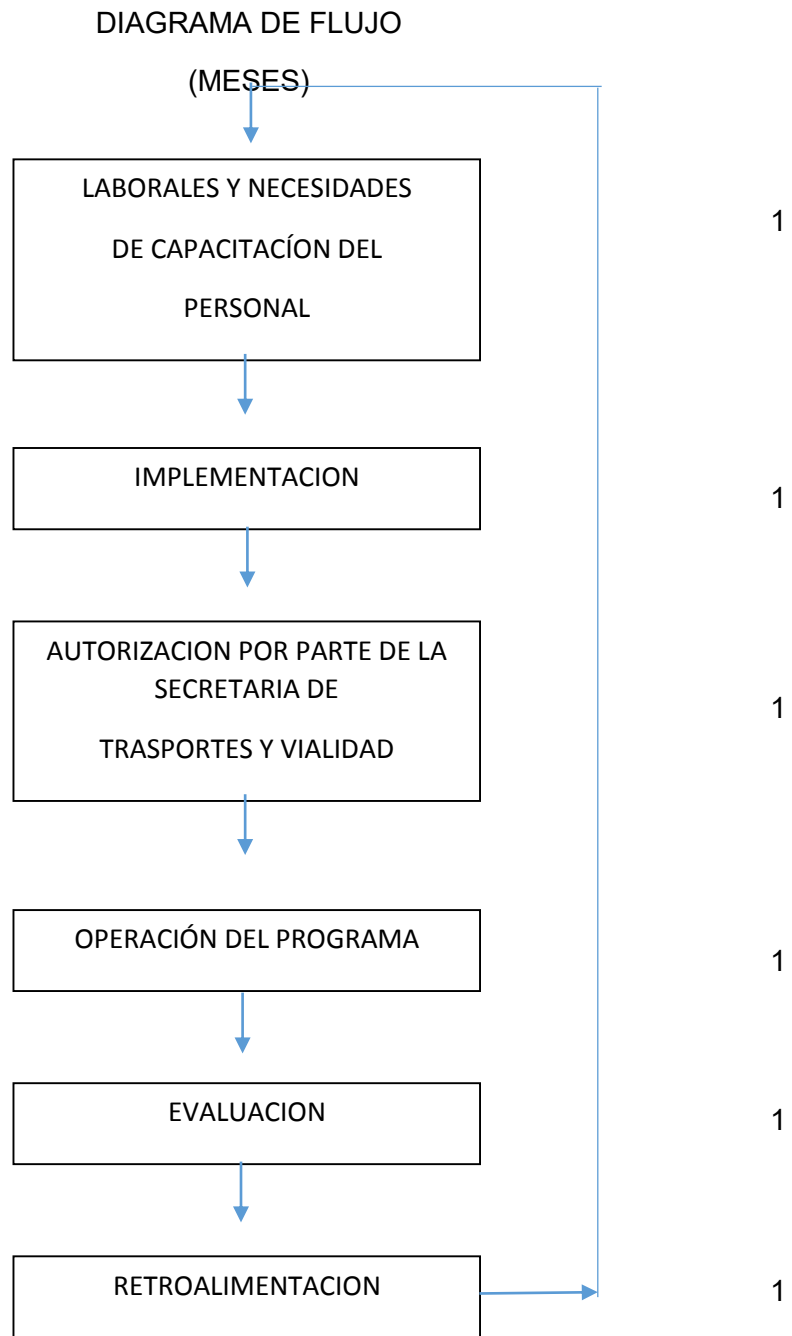 DIAGRAMA DE FLUJO
(MESES)
LABORALES Y NECESIDADES
DE CAPACITACÍON DEL
PERSONAL
1
IMPLEMENTACION
1
AUTORIZACION POR PARTE DE LA
SECRETARIA DE
TRASPORTES Y VIALIDAD
1
OPERACIÓN DEL PROGRAMA
1
EVALUACION
1
RETROALIMENTACION
1